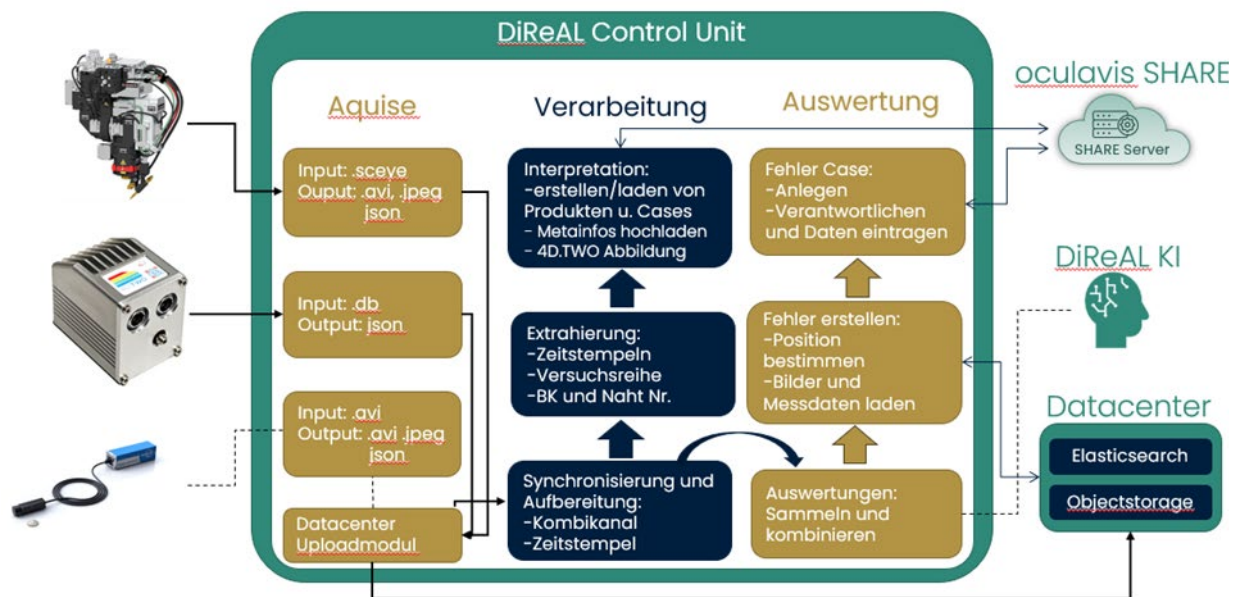 DiReAL Control Unit
Aquise
Input: .sceye
Ouput: .avi, .jpeg
json
Input: .db
Output: json
Input: .avi
Output: .avi .jpeg
json
Datacenter
Uploadmodul
Verarbeitung
Interpretation:
-erstellen/laden von
Produkten u. Cases
- Metainfos hochladen
- 4D.TWO Abbildung
Extrahierung:
-Zeitstempeln
-Versuchsreihe
-BK und Naht Nr.
Synchronisierung und
Aufbereitung:
-Kombikanal
-Zeitstempel
Auswertung
Fehler Case:
-Anlegen
-Verantwortlichen
und Daten eintragen
Fehler erstellen:
-Position
bestimmen
-Bilder und
Messdaten laden
Auswertungen:
Sammeln und
kombinieren
oculavis SHARE
SHARE Server
DiReAL KI
Datacenter
Elasticsearch
Objectstorage